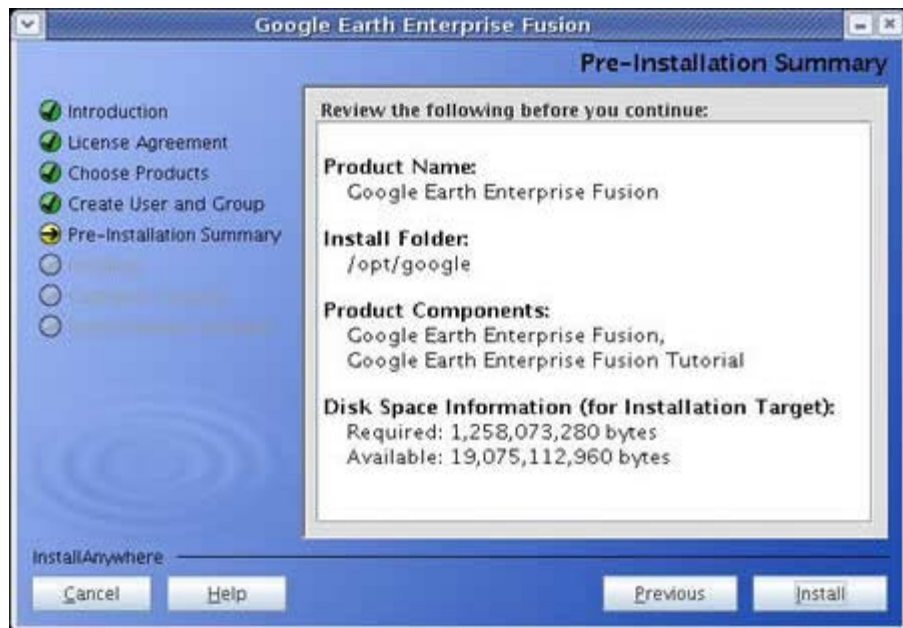 Google Earth Enterprise Fusion
Pre-Installation Summary
Introduction
License Agreement
Choose Products
Create User and Group
Pre-Installation Summary
Review the following before you continue:
Product Name:
Google Earth Enterprise Fusion
Install Folder:
/opt/google
Product Components:
Google Earth Enterprise Fusion,
Google Earth Enterprise Fusion Tutorial
Disk Space Information (for Installation Target):
Required: 1,258,073,280 bytes
Available: 19,075,112,960 bytes
InstallAnywhere
Cancel
Help
Previous
Install